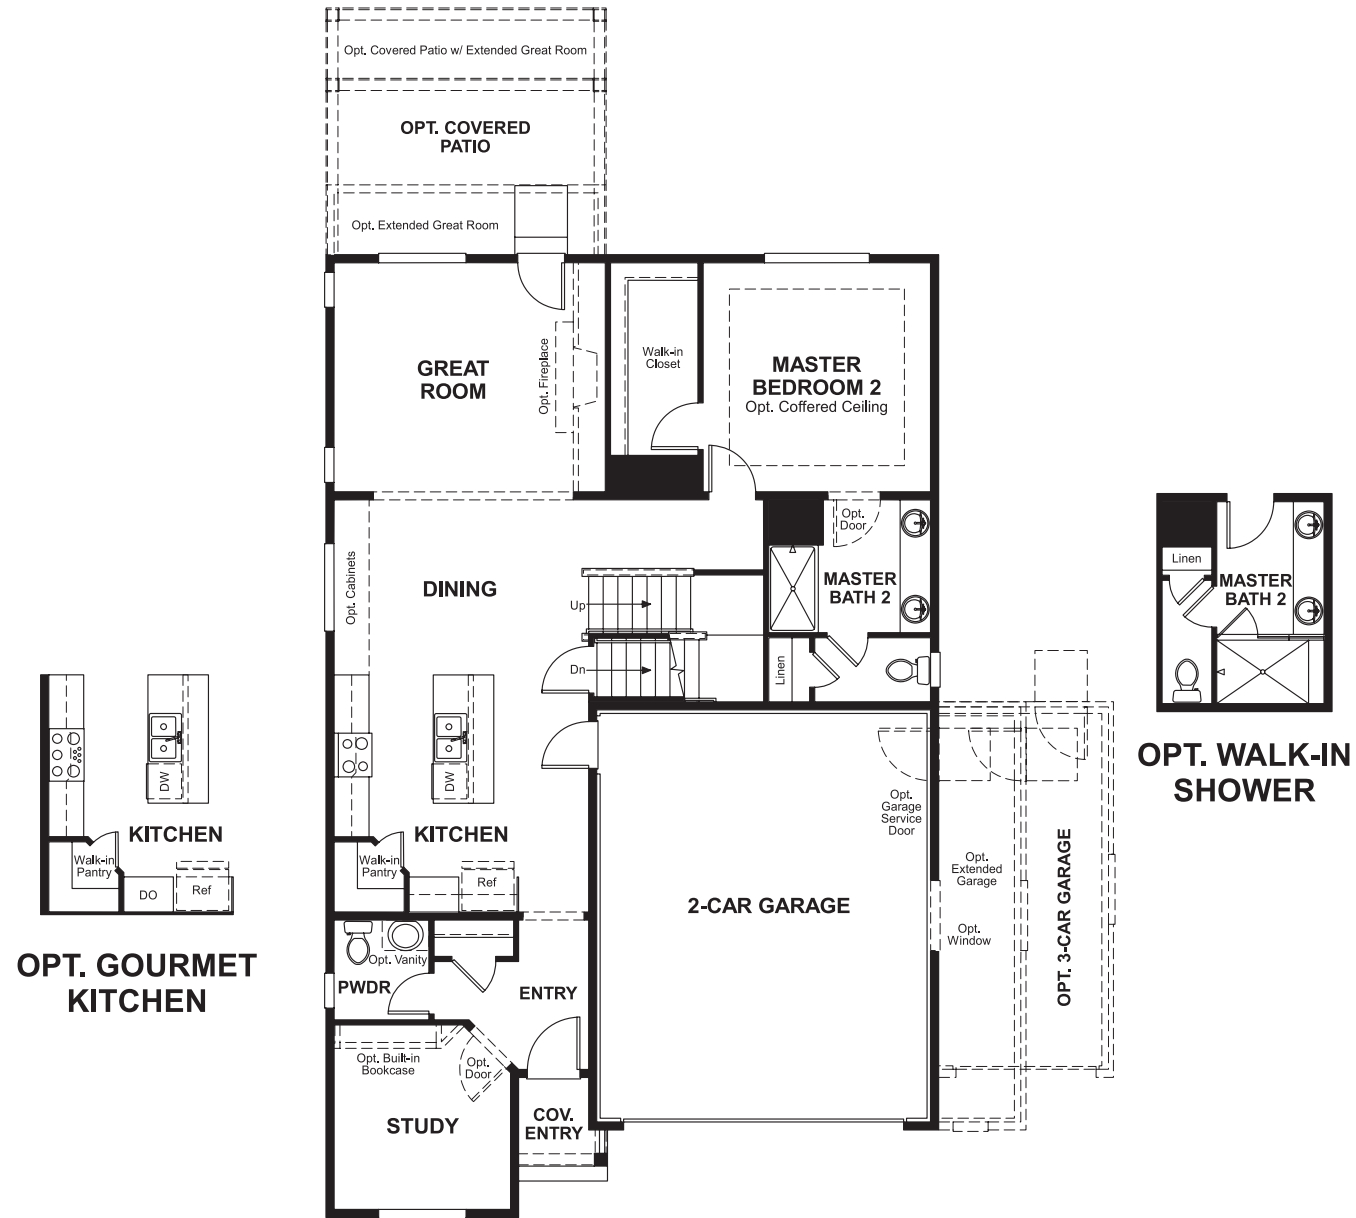 Opt. Covered Patio w/ Extended Great Room
OPT. COVERED
PATIO
Opt. Extended Great Room
GREAT
ROOM
Opt. Fireplace
Walk-in
Closet
MASTER
BEDROOM 2
Opt. Coffered Ceiling
Opt.
Door
MASTER
BATH 2
Linen
Opt. Cabinets
DINING
Up
Dn
DW
KITCHEN
Walk-in
Pantry
Ref
Opt. Vanity
PWDR
ENTRY
Opt. Built-in
Bookcase
Opt.
Door
STUDY
COV.
ENTRY
2-CAR GARAGE
Opt.
Garage
Service
Door
Opt.
Extended
Garage
Opt.
Window
OPT. 3-CAR GARAGE
DW
KITCHEN
Walk-in
Pantry
DO
Ref
OPT. GOURMET
KITCHEN
Linen
MASTER
BATH 2
OPT. WALK-IN
SHOWER